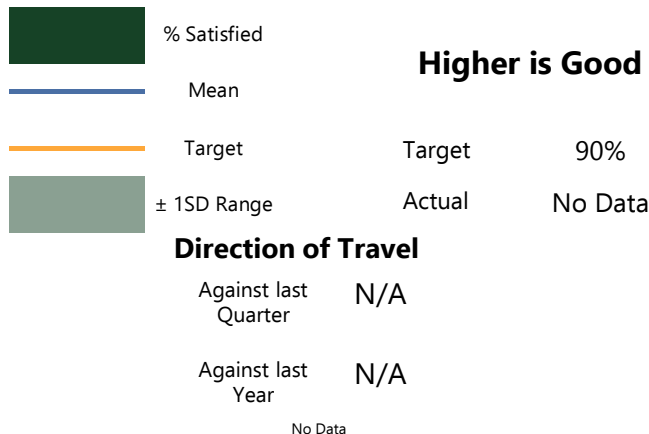 % Satisfied
Higher is Good
Mean
Target
Target 90%
± 1SD Range
Actual No Data
Direction of Travel
Against last
Quarter
N/A
Against last
Year
N/A
No Data